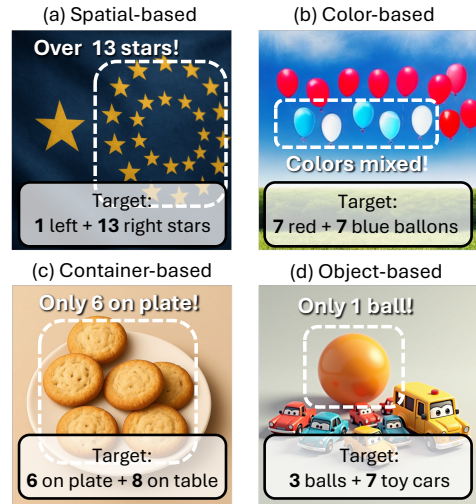 (a) Spatial-based
Over 13 stars!
Target:
1 left + 13 right stars
(b) Color-based
Colors mixed!
Target:
7 red + 7 blue ballons
(c) Container-based
Only 6 on plate!
Target:
6 on plate + 8 on table
(d) Object-based
Only 1 ball!
Target:
3 balls + 7 toy cars